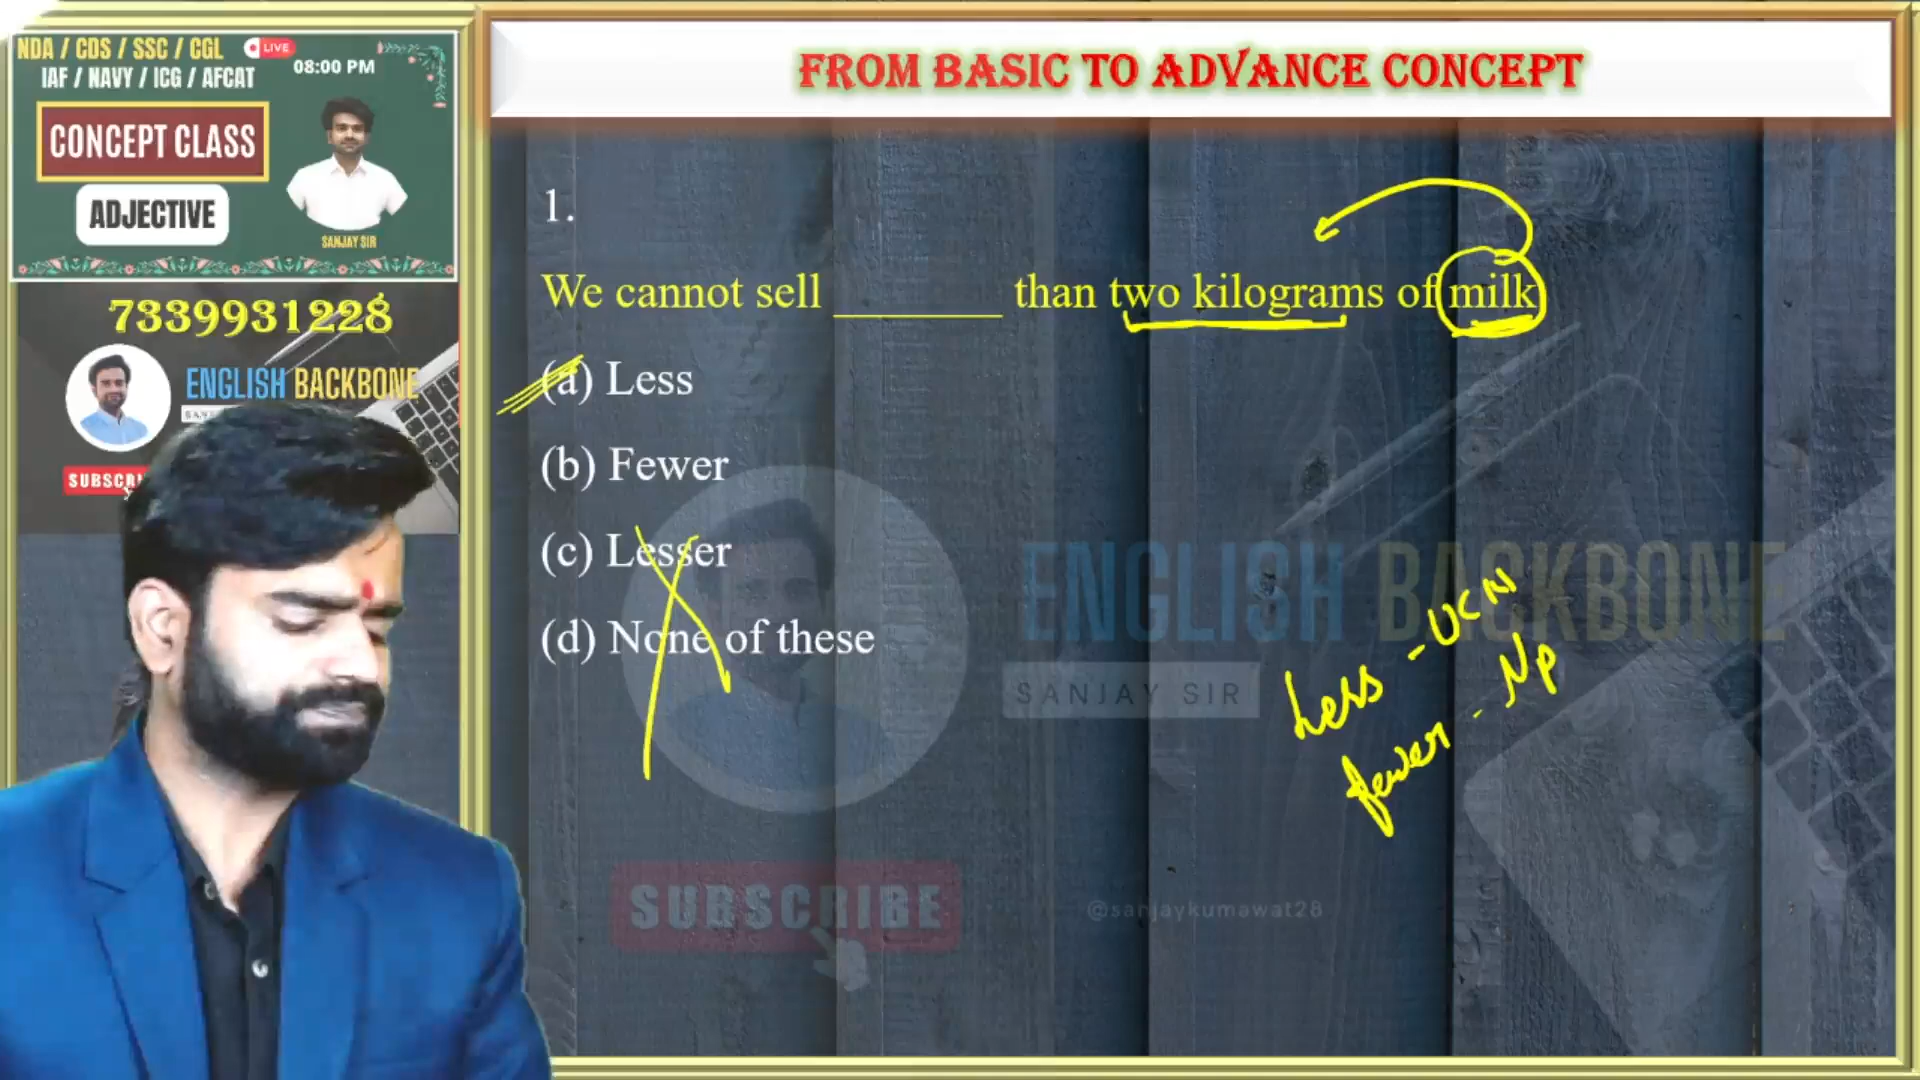 NDA / CDS / SSC / CGL
LIVE
IAF / NAVY / ICG / AFCAT
08:00 PM
CONCEPT CLASS
ADJECTIVE
SANJAY SIR
7339931228
ENGLISH BACKBONE
FROM BASIC TO ADVANCE CONCEPT
1.
We cannot sell ________ than two kilograms of milk
(a) Less
(b) Fewer
(c) Lesser
(d) None of these
Less - UCN
fewer - Np
ENGLISH BACKBONE
SANJAY SIR
SUBSCRIBE
@sanjaykumawat28